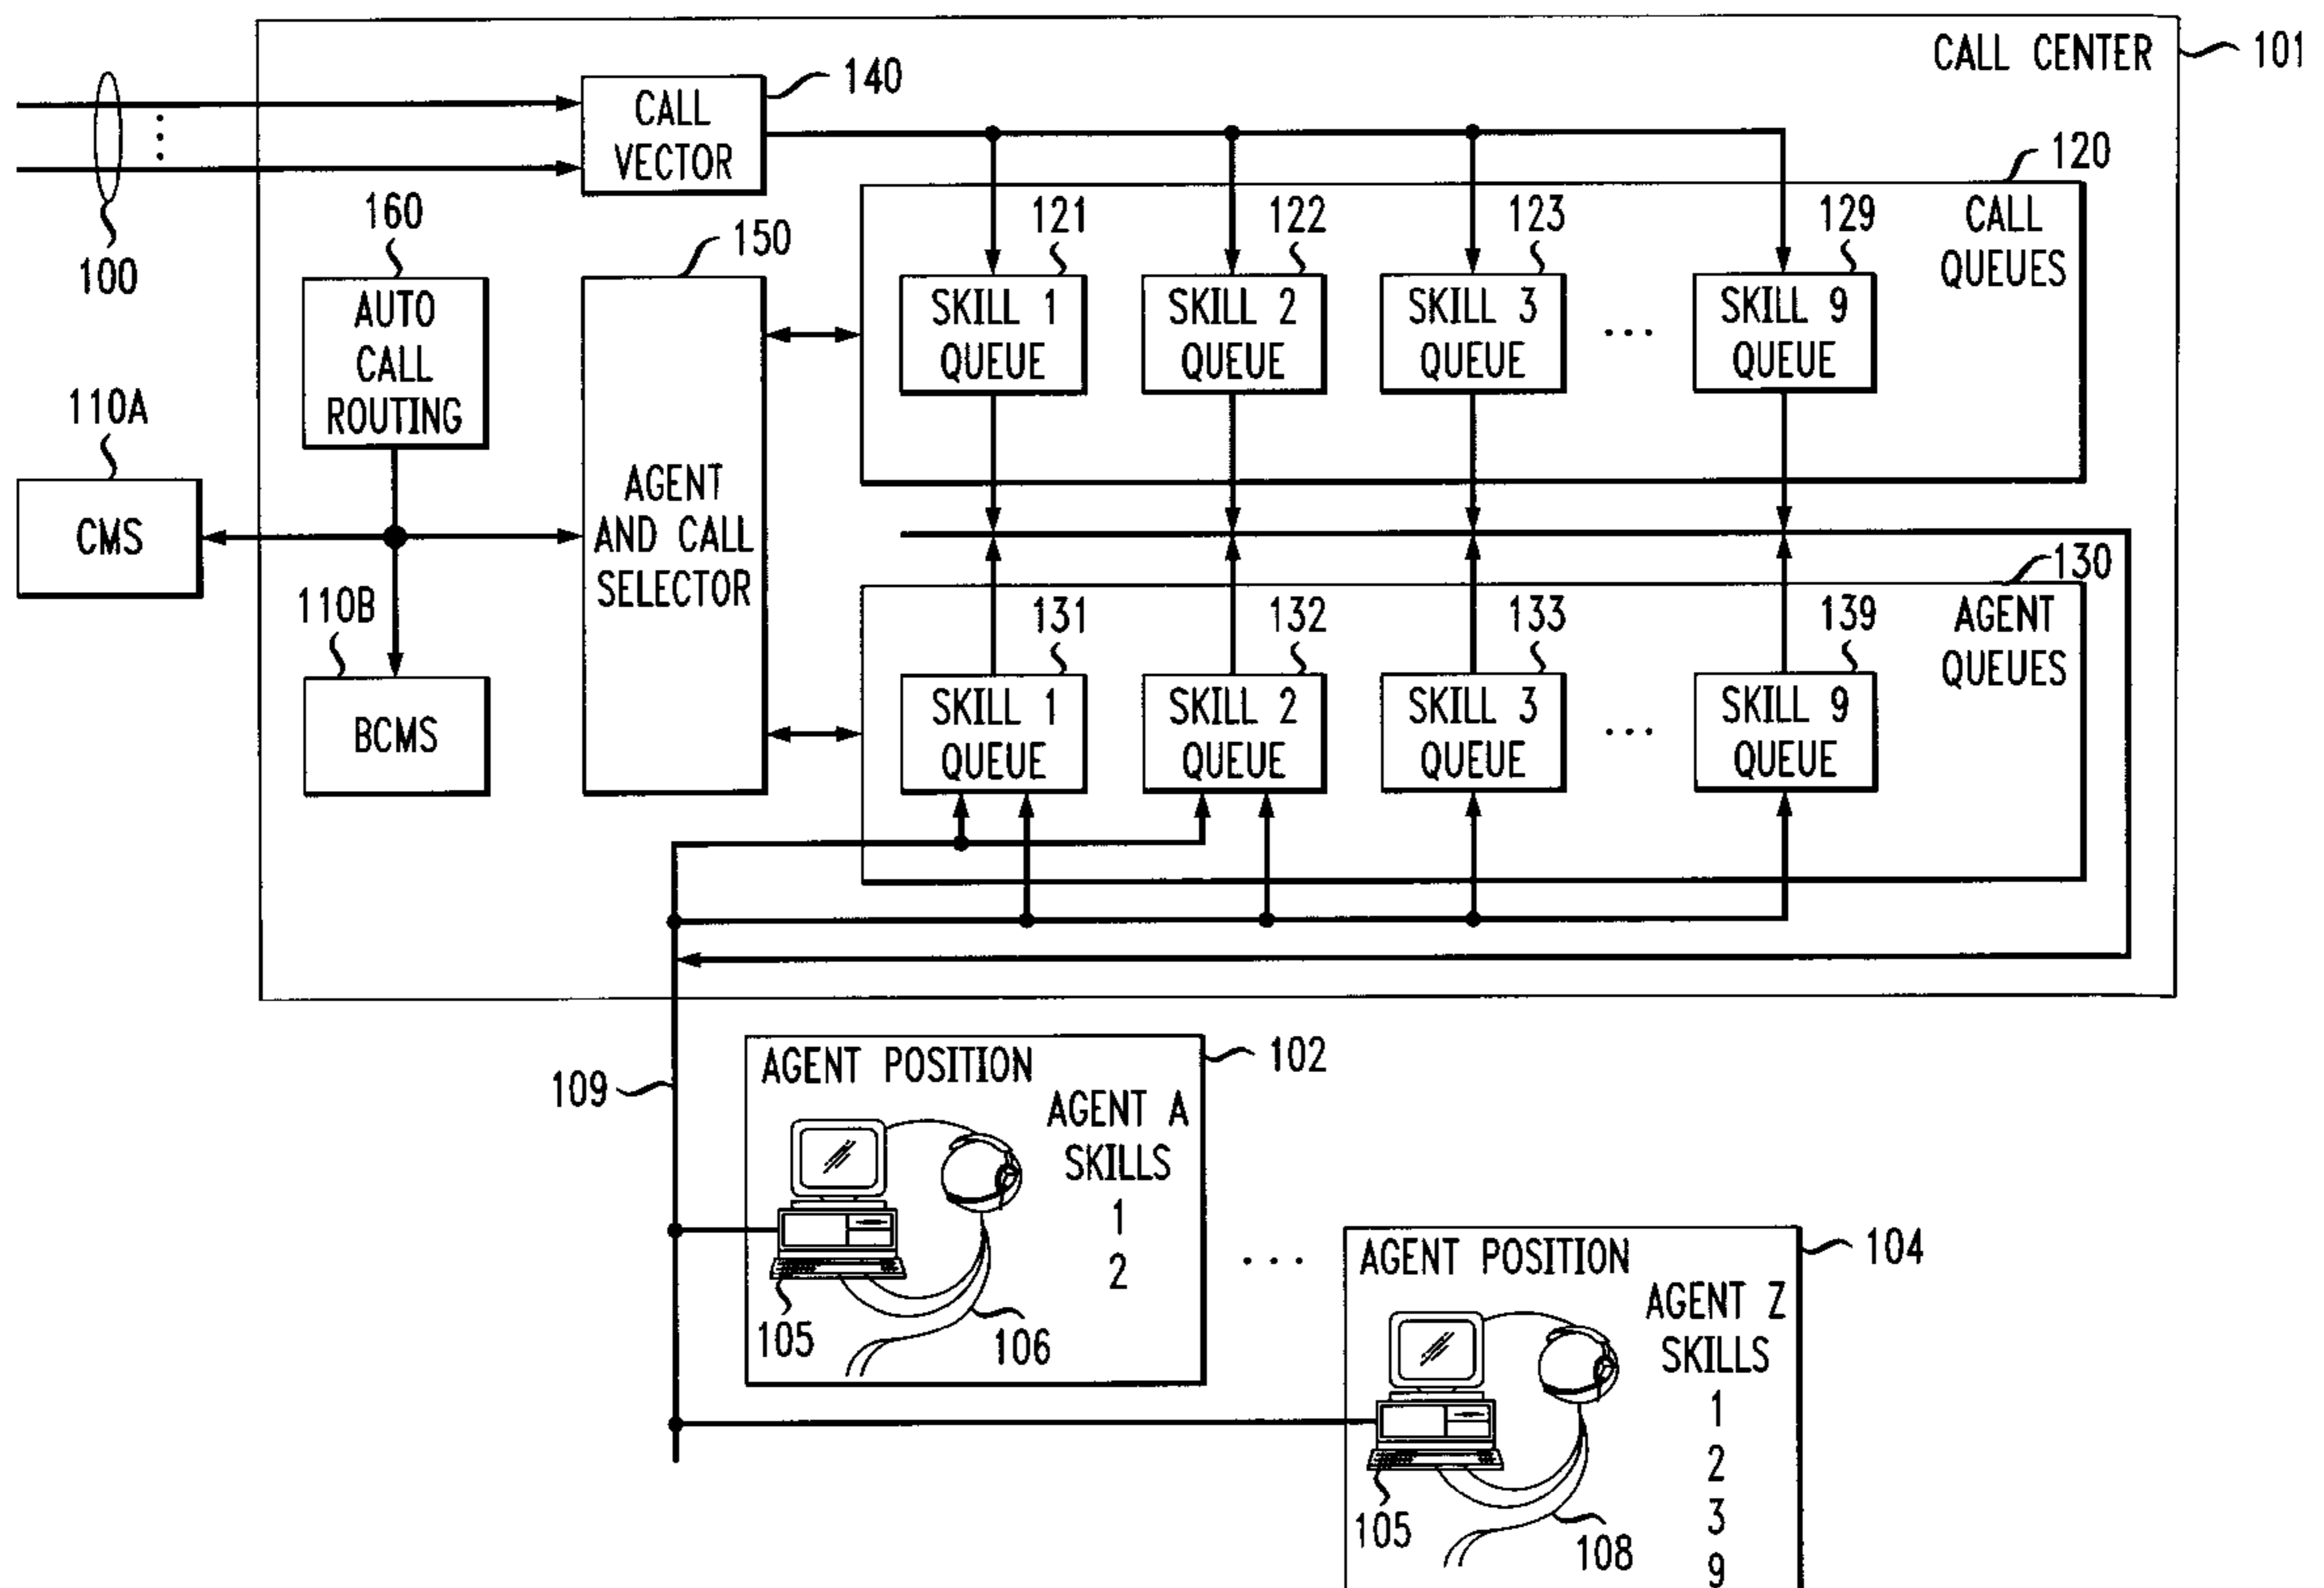 CALL CENTER
101
140
CALL
VECTOR
100
120
CALL
QUEUES
160
AUTO
CALL
ROUTING
150
AGENT
AND CALL
SELECTOR
121
SKILL 1
QUEUE
122
SKILL 2
QUEUE
123
SKILL 3
QUEUE
...
129
SKILL 9
QUEUE
110A
CMS
110B
BCMS
130
AGENT
QUEUES
131
SKILL 1
QUEUE
132
SKILL 2
QUEUE
133
SKILL 3
QUEUE
...
139
SKILL 9
QUEUE
109
102
AGENT POSITION
AGENT A
SKILLS
1
2
105
106
...
104
AGENT POSITION
AGENT Z
SKILLS
1
2
3
9
105
108